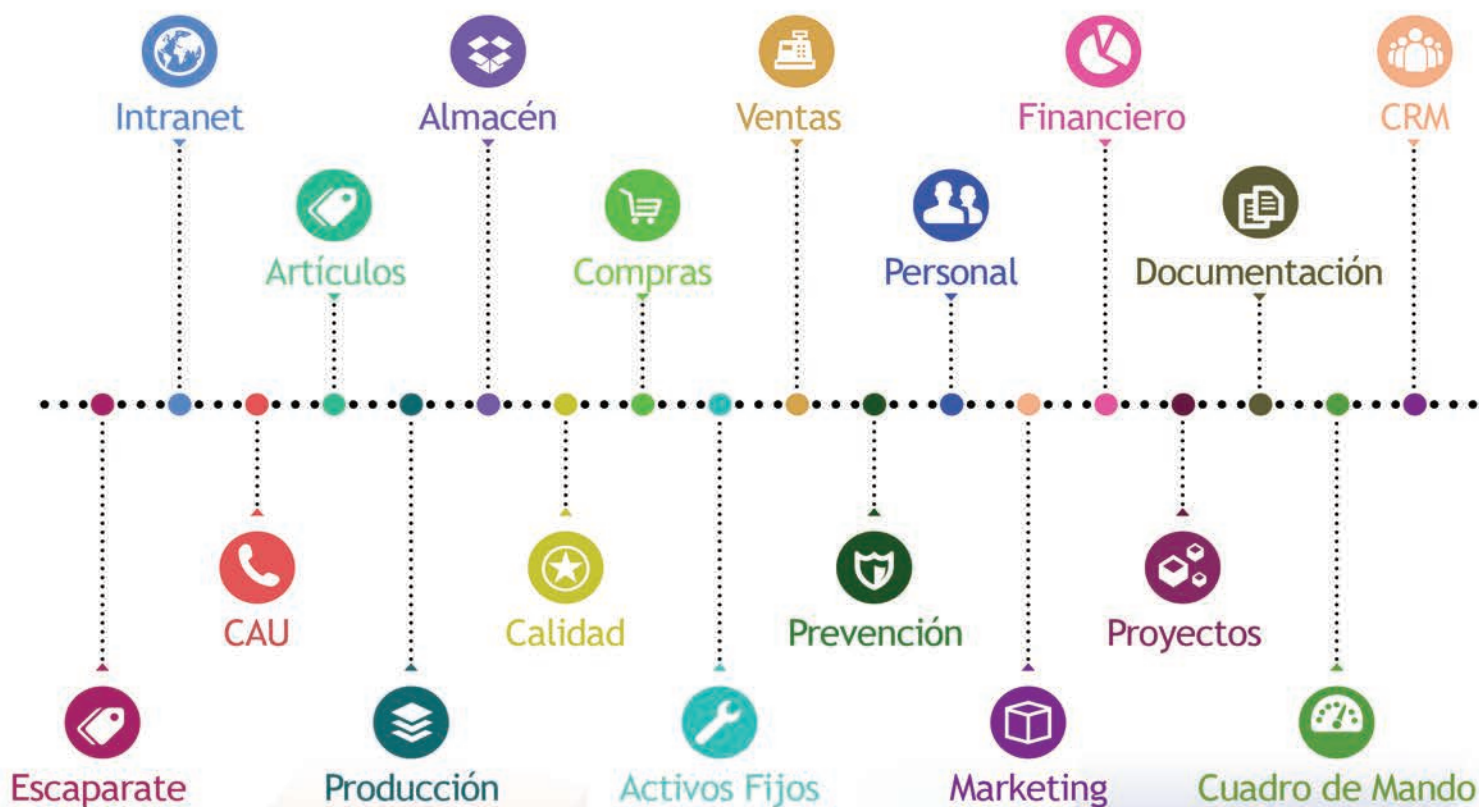 Intranet
Almacén
Ventas
Financiero
CRM
Artículos
Compras
Personal
Documentación
CAU
Calidad
Prevención
Proyectos
Escaparate
Producción
Activos Fijos
Marketing
Cuadro de Mando